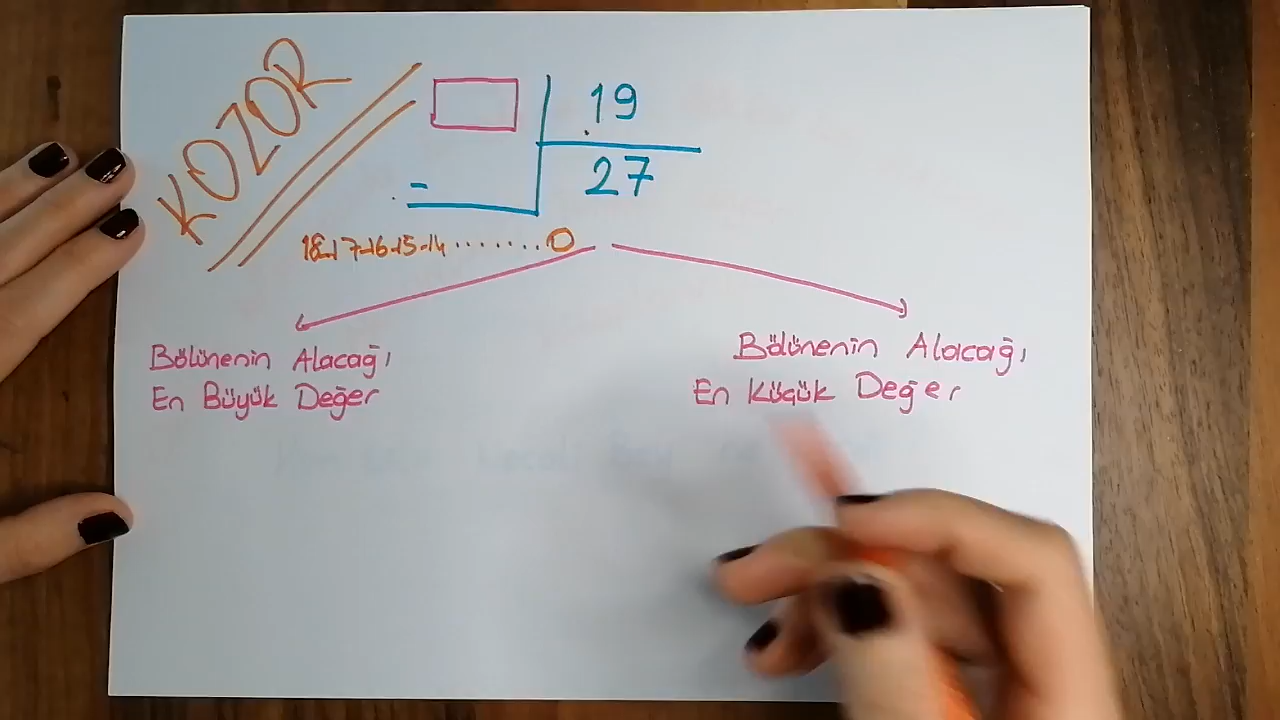 KOZOR
19
27
18-17-16-15-14.......0
Bölünenin Alacağı
En Büyük Değer
Bölünenin Alacağı
En Küçük Değer